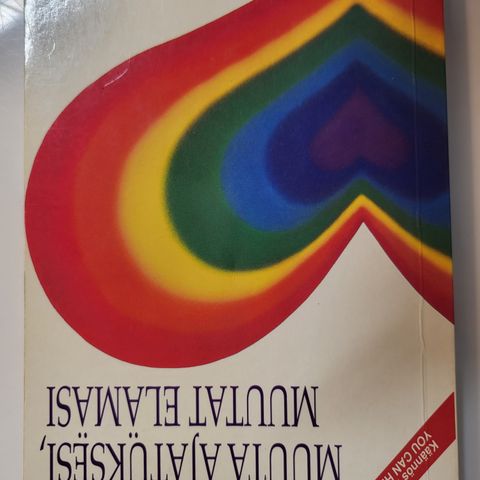 MUUTA AJATUKSESI,
MUUTAT ELÄMÄSI
Käännös
YOU CAN